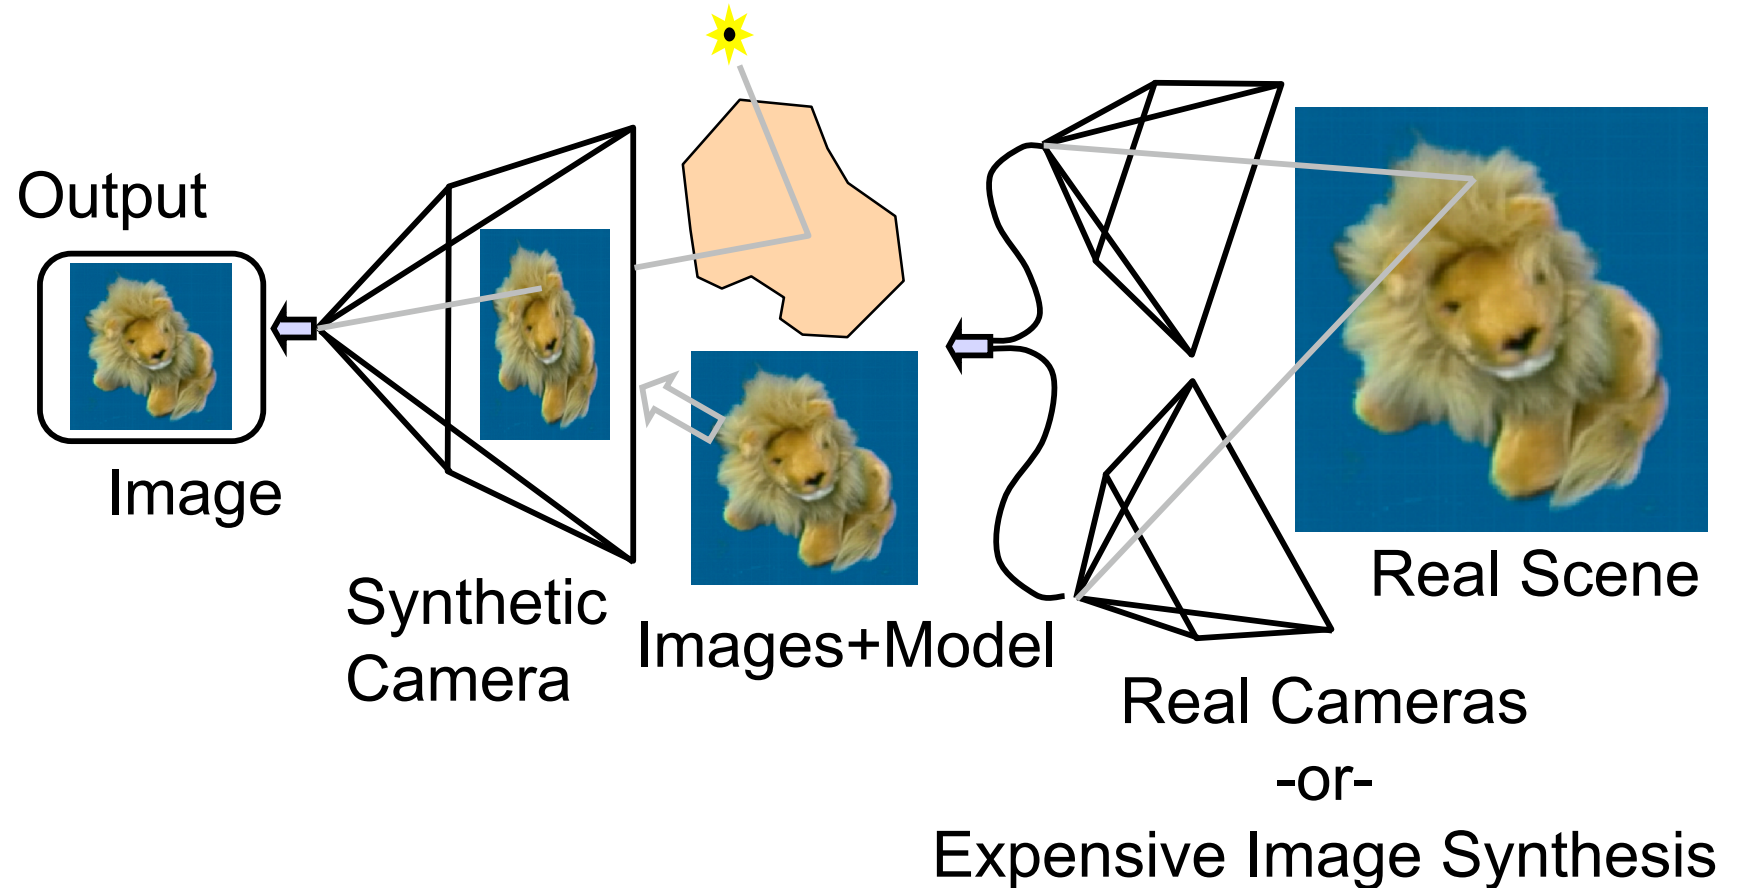 Output
Image
Synthetic
Camera
Images+Model
Real Scene
Real Cameras
-or-
Expensive Image Synthesis